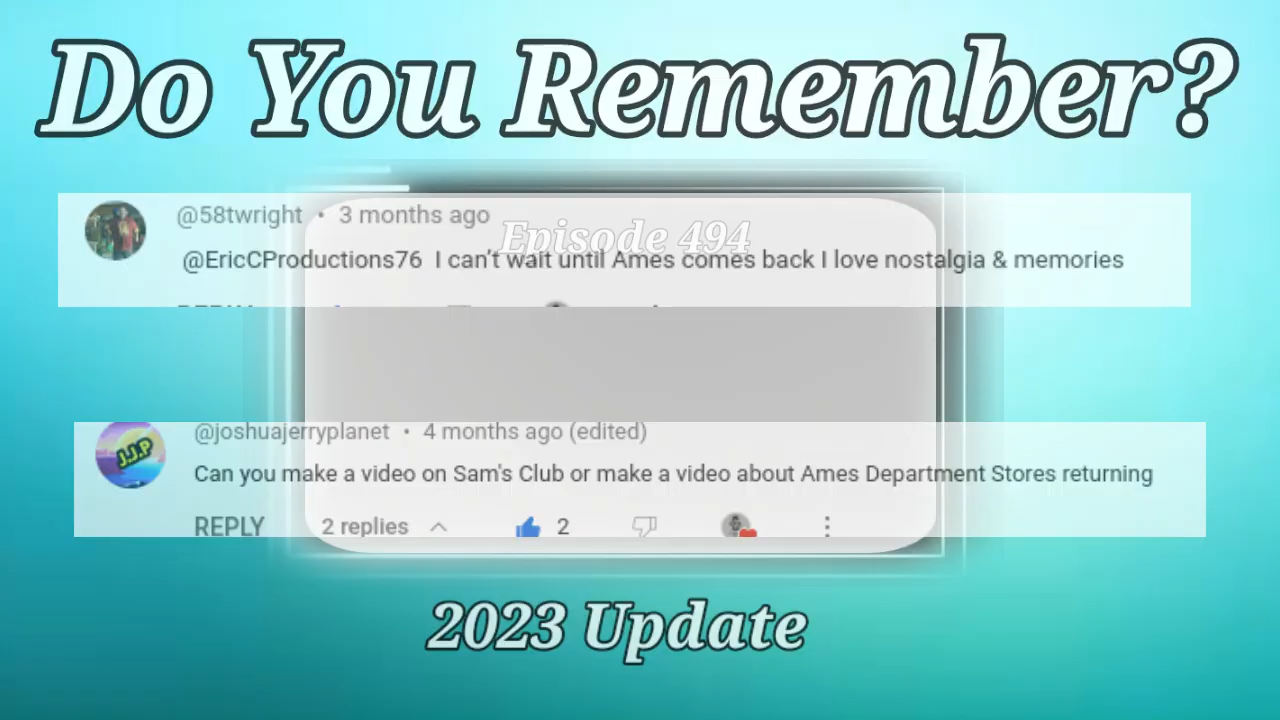 Do You Remember?
@58twright • 3 months ago
Episode 494
@EricCProductions76 I can't wait until Ames comes back I love nostalgia & memories
@joshuajerryplanet • 4 months ago (edited)
Can you make a video on Sam's Club or make a video about Ames Department Stores returning
REPLY 2 replies 2
2023 Update